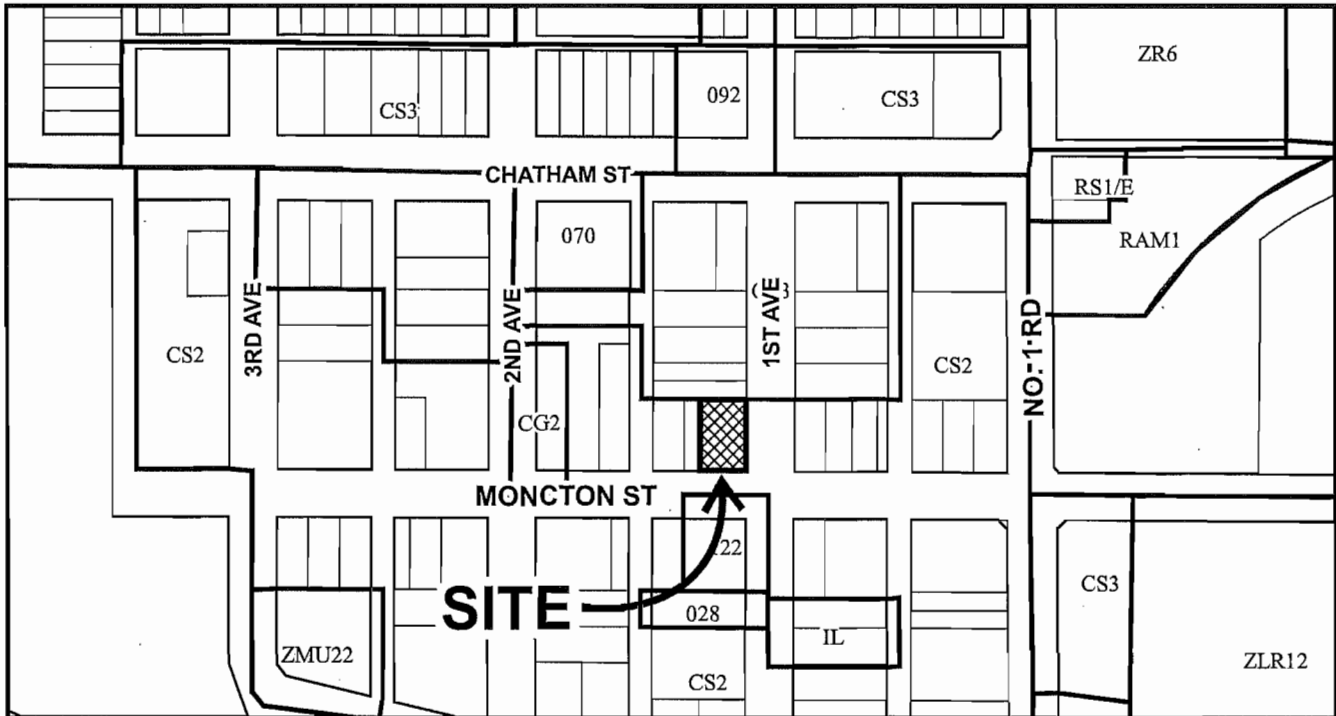 ZR6
092
CS3
CS3
CHATHAM ST
RS1/E
070
RAM1
3RD AVE
2ND AVE
1ST AVE
NO. 1 RD
CS2
CS2
CG2
MONCTON ST
SITE
028
CS3
IL
ZMU22
ZLR12
CS2